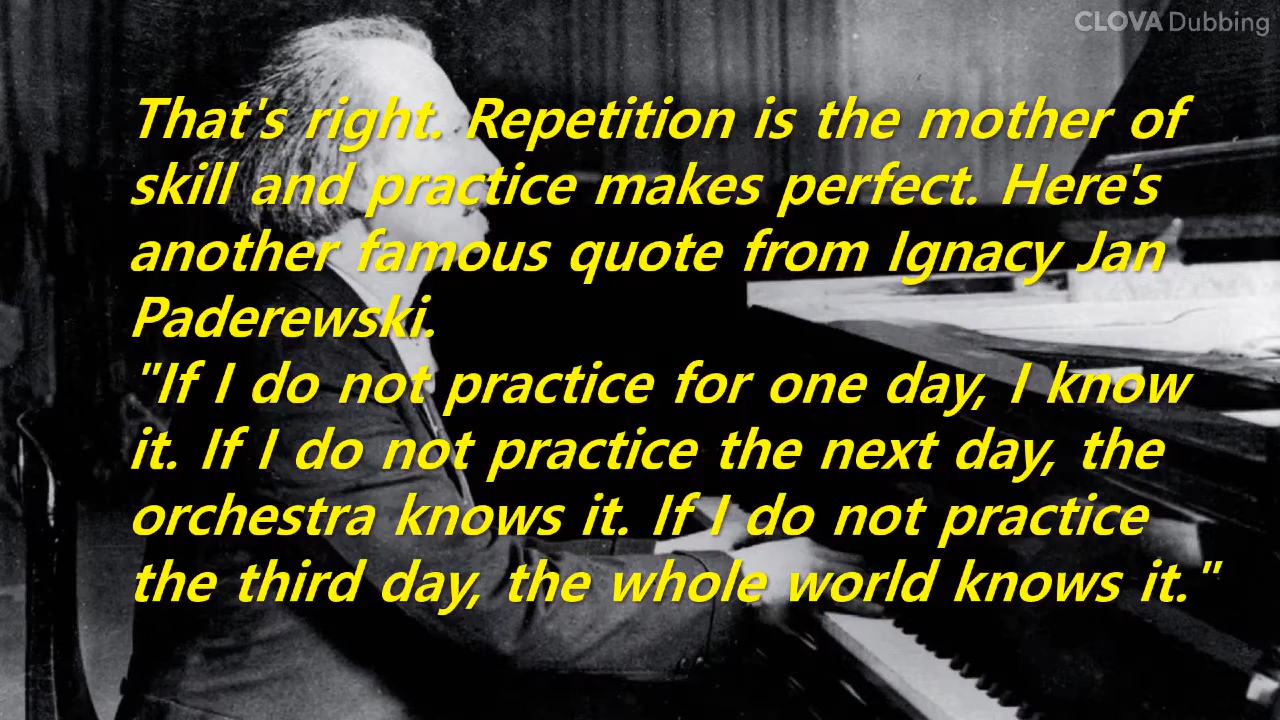 CLOVA Dubbing
That's right. Repetition is the mother of
skill and practice makes perfect. Here's
another famous quote from Ignacy Jan
Paderewski.
"If I do not practice for one day, I know
it. If I do not practice the next day, the
orchestra knows it. If I do not practice
the third day, the whole world knows it."